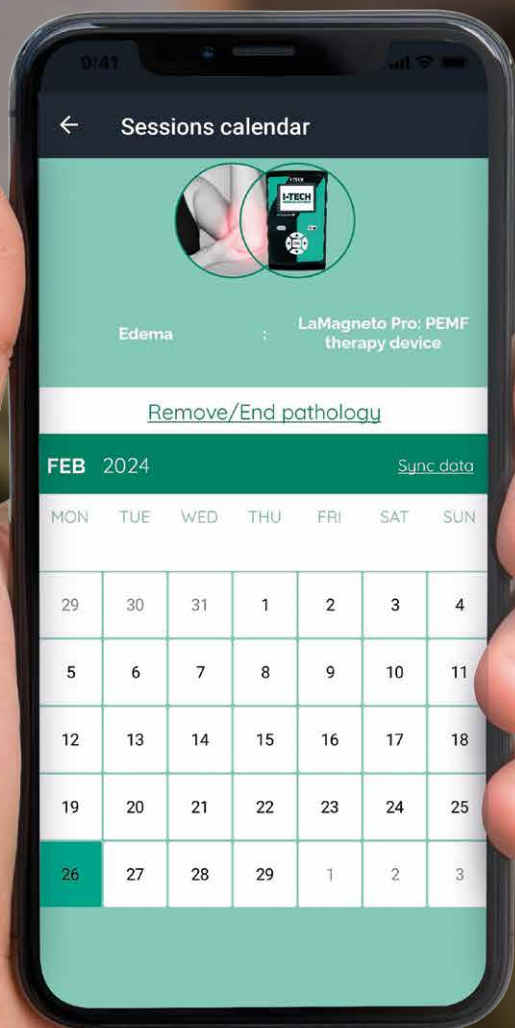 9:41
Sessions calendar
I-TECH
I-TECH
Edema : LaMagneto Pro: PEMF
therapy device
Remove/End pathology
FEB 2024 Sync data
MON TUE WED THU FRI SAT SUN
29 30 31 1 2 3 4
5 6 7 8 9 10 11
12 13 14 15 16 17 18
19 20 21 22 23 24 25
26 27 28 29 1 2 3